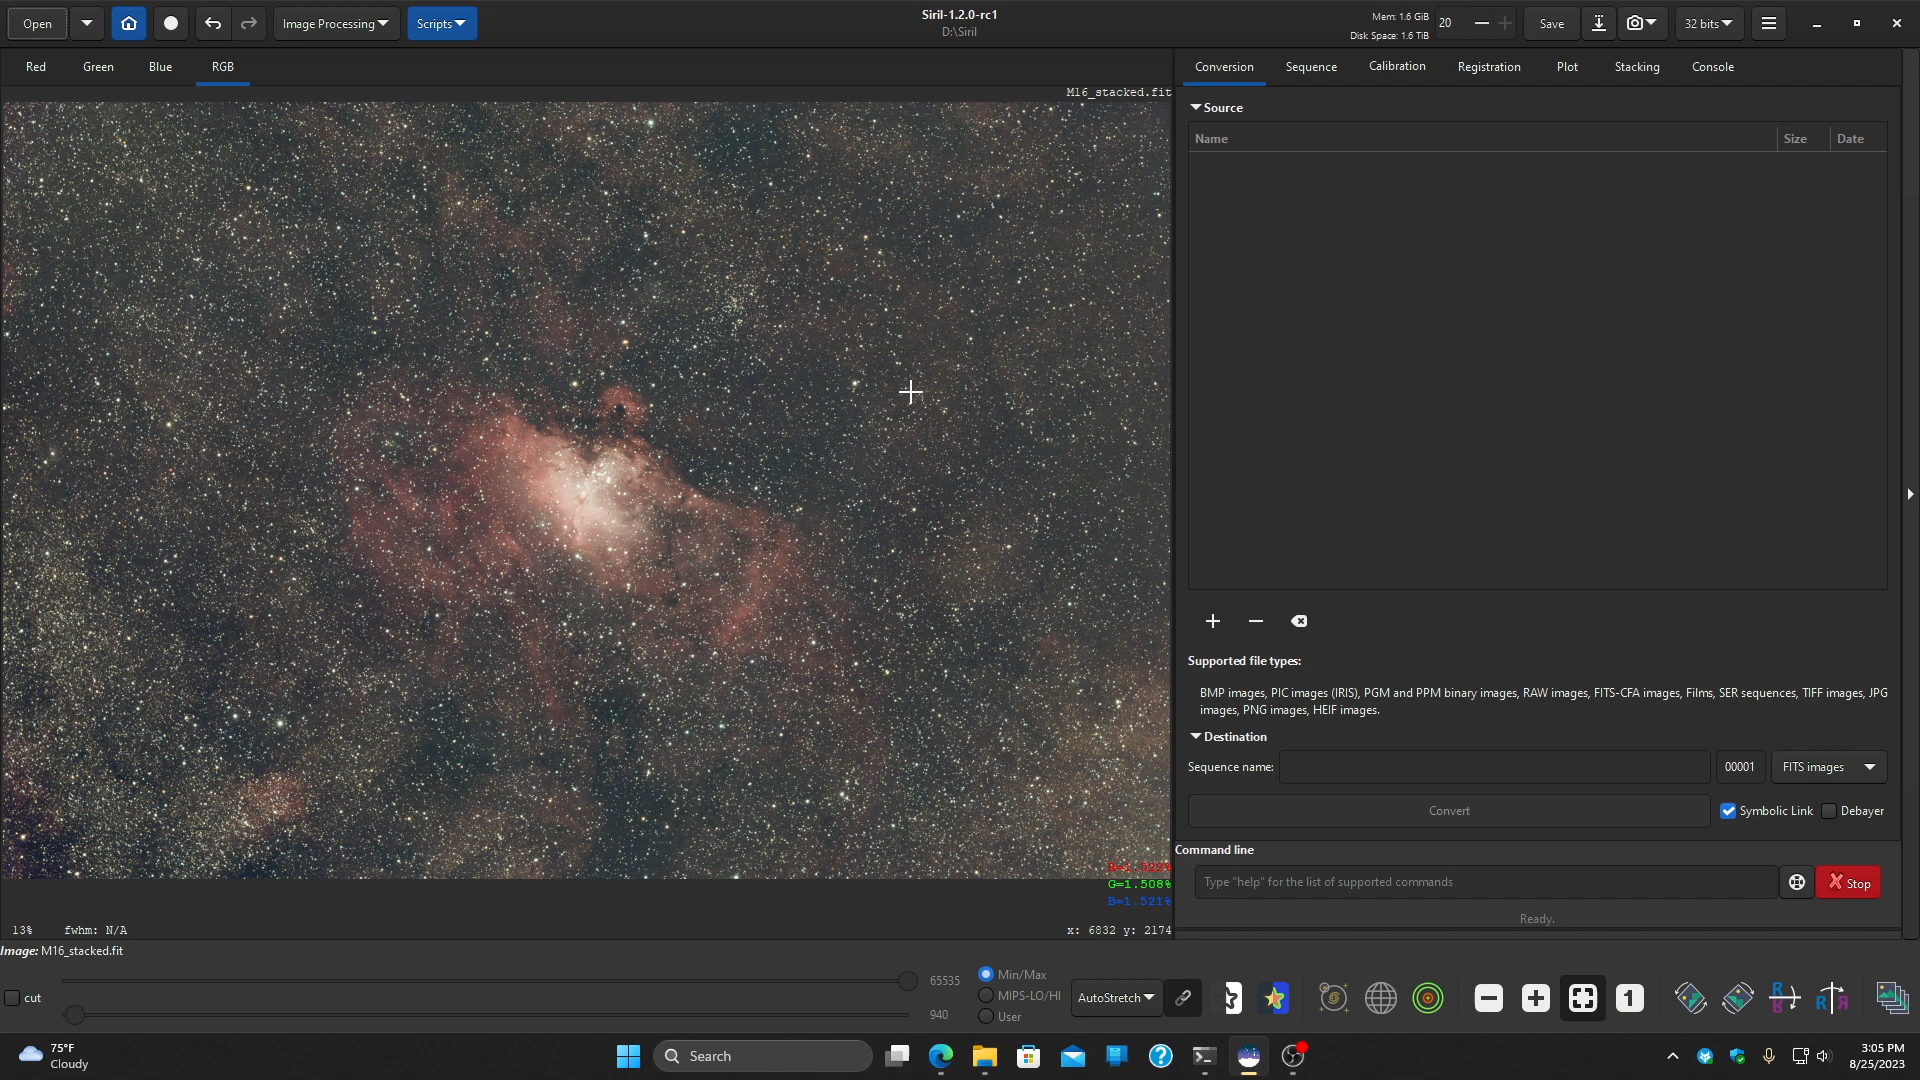 Open
Image Processing
Scripts
Siril-1.2.0-rc1
D:\Siril
Mem: 1.6 GiB
Disk Space: 1.6 TiB
20
Save
32 bits
Red
Green
Blue
RGB
Conversion
Sequence
Calibration
Registration
Plot
Stacking
Console
M16_stacked.fit
Source
Name
Size
Date
Supported file types:
BMP images, PIC images (IRIS), PGM and PPM binary images, RAW images, FITS-CFA images, Films, SER sequences, TIFF images, JPG
images, PNG images, HEIF images.
Destination
Sequence name:
00001
FITS images
Convert
Symbolic Link
Debayer
Command line
G=1.508%
B=1.521%
Type "help" for the list of supported commands
Stop
Ready.
13%
fwhm: N/A
x: 6832 y: 2174
Image: M16_stacked.fit
cut
65535
940
Min/Max
MIPS-LO/HI
User
AutoStretch
1
75°F
Cloudy
Search
3:05 PM
8/25/2023